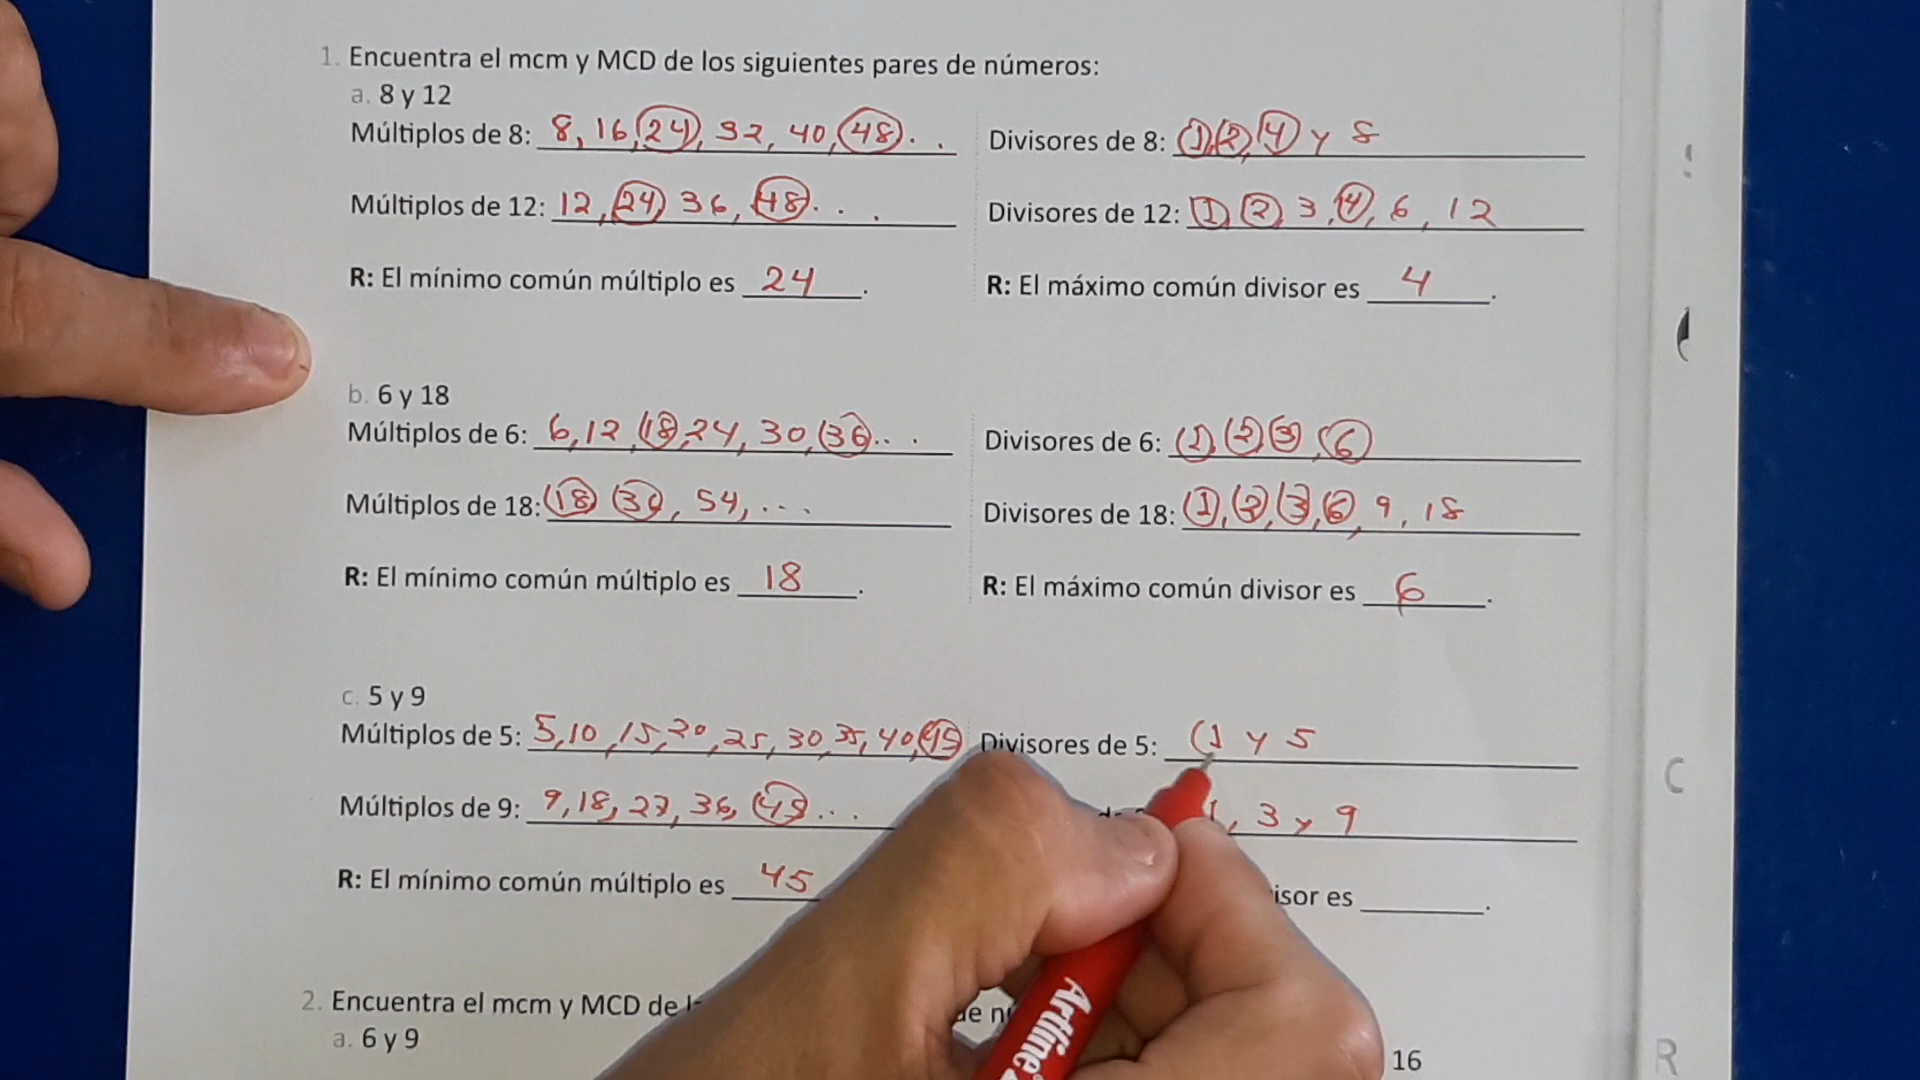 1. Encuentra el mcm y MCD de los siguientes pares de números:
a. 8 y 12
Múltiplos de 8: 8, 16, 24, 32, 40, 48...
Divisores de 8: 1, 2, 4 y 8
Múltiplos de 12: 12, 24, 36, 48...
Divisores de 12: 1, 2, 3, 4, 6, 12
R: El mínimo común múltiplo es 24.
R: El máximo común divisor es 4.
b. 6 y 18
Múltiplos de 6: 6, 12, 18, 24, 30, 36...
Divisores de 6: 1, 2, 3, 6
Múltiplos de 18: 18, 36, 54, ...
Divisores de 18: 1, 2, 3, 6, 9, 18
R: El mínimo común múltiplo es 18.
R: El máximo común divisor es 6.
c. 5 y 9
Múltiplos de 5: 5, 10, 15, 20, 25, 30, 35, 40, 45
Divisores de 5: 1 y 5
Múltiplos de 9: 9, 18, 27, 36, 45...
1, 3 y 9
R: El mínimo común múltiplo es 45
es ______.
2. Encuentra el mcm y MCD de
a. 6 y 9
16
Artline
C
R